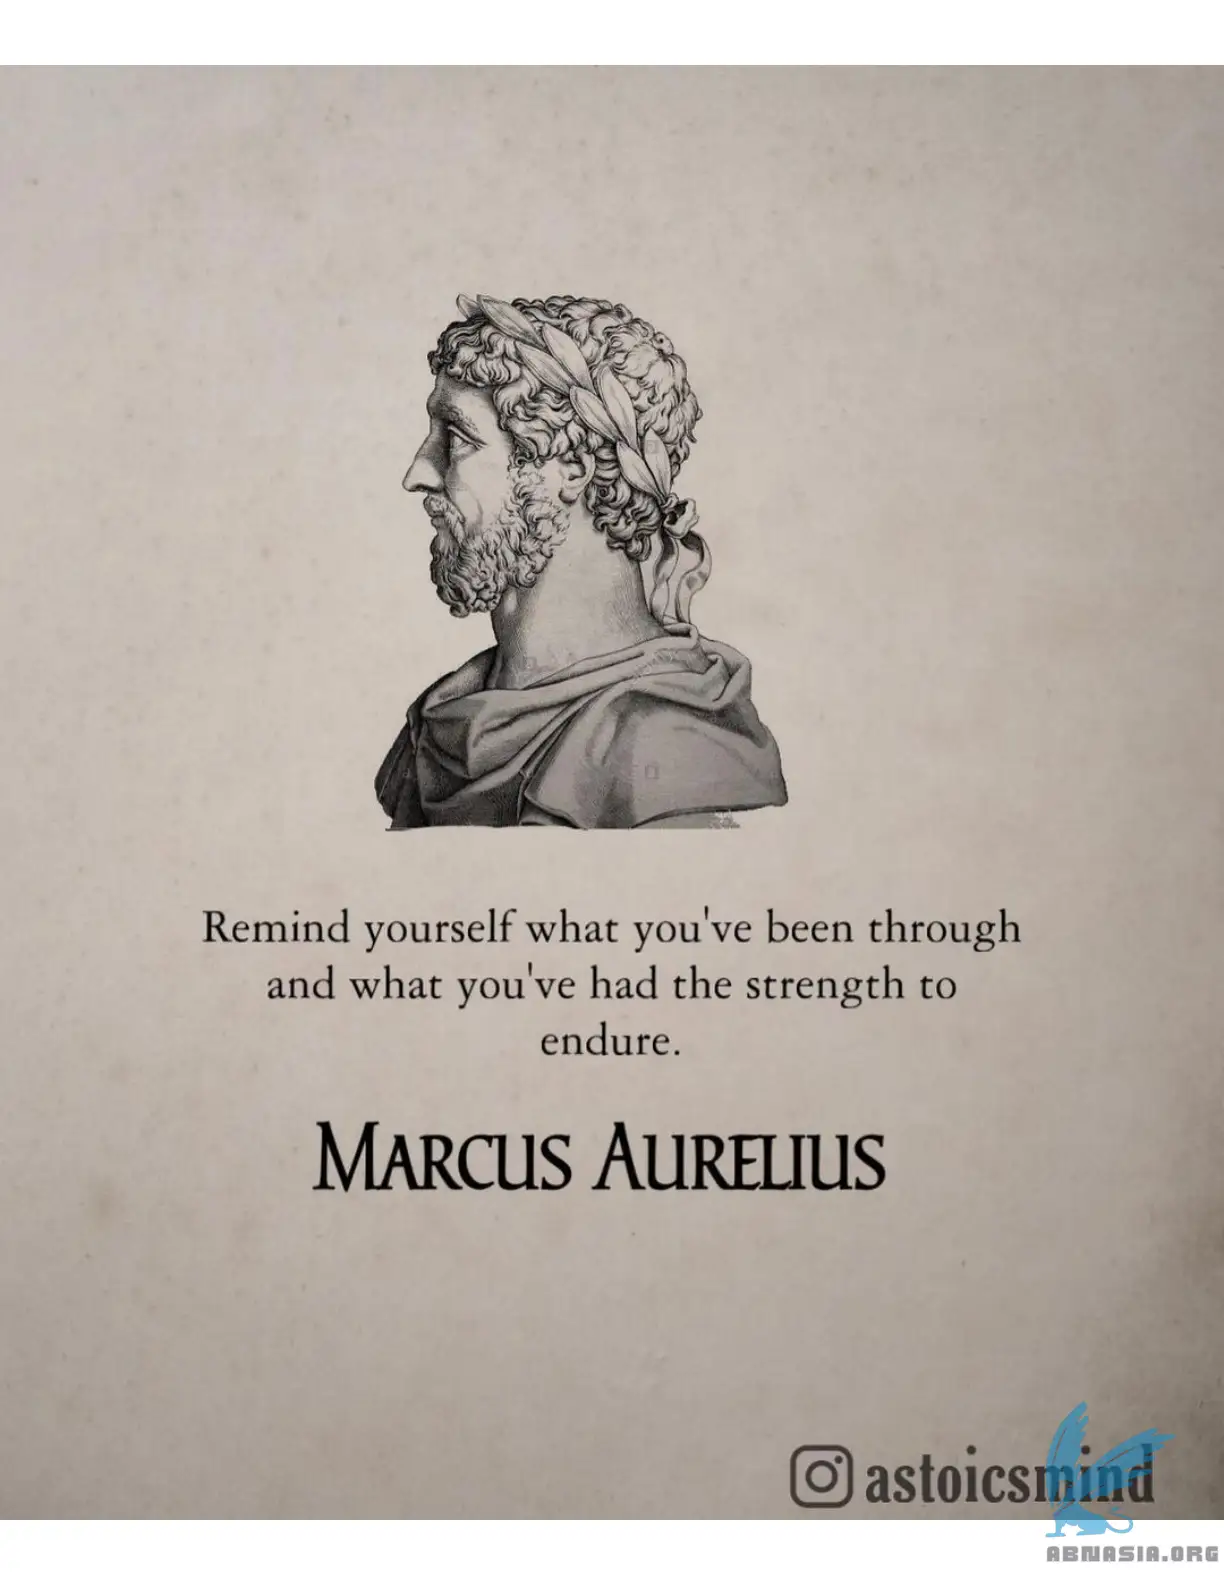 Remind yourself what you've been through
and what you've had the strength to
endure.
MARCUS AURELIUS
astoicsmind
ABNASIA.ORG